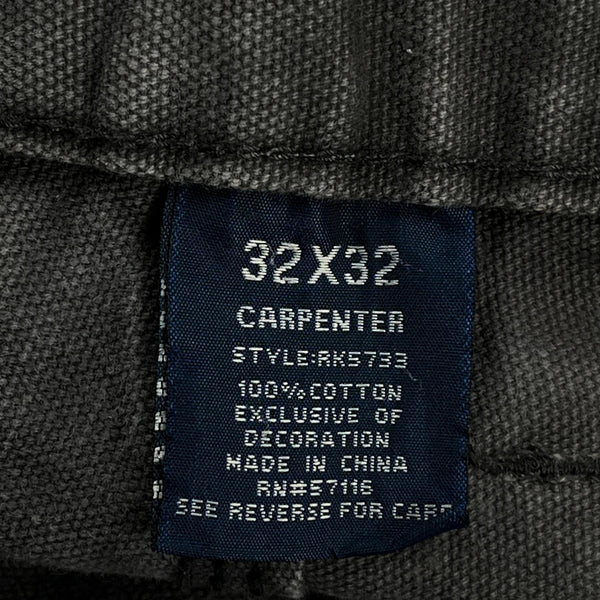 32X32
CARPENTER
STYLE:RK5733
100%COTTON
EXCLUSIVE OF
DECORATION
MADE IN CHINA
RN#57116
SEE REVERSE FOR CARE